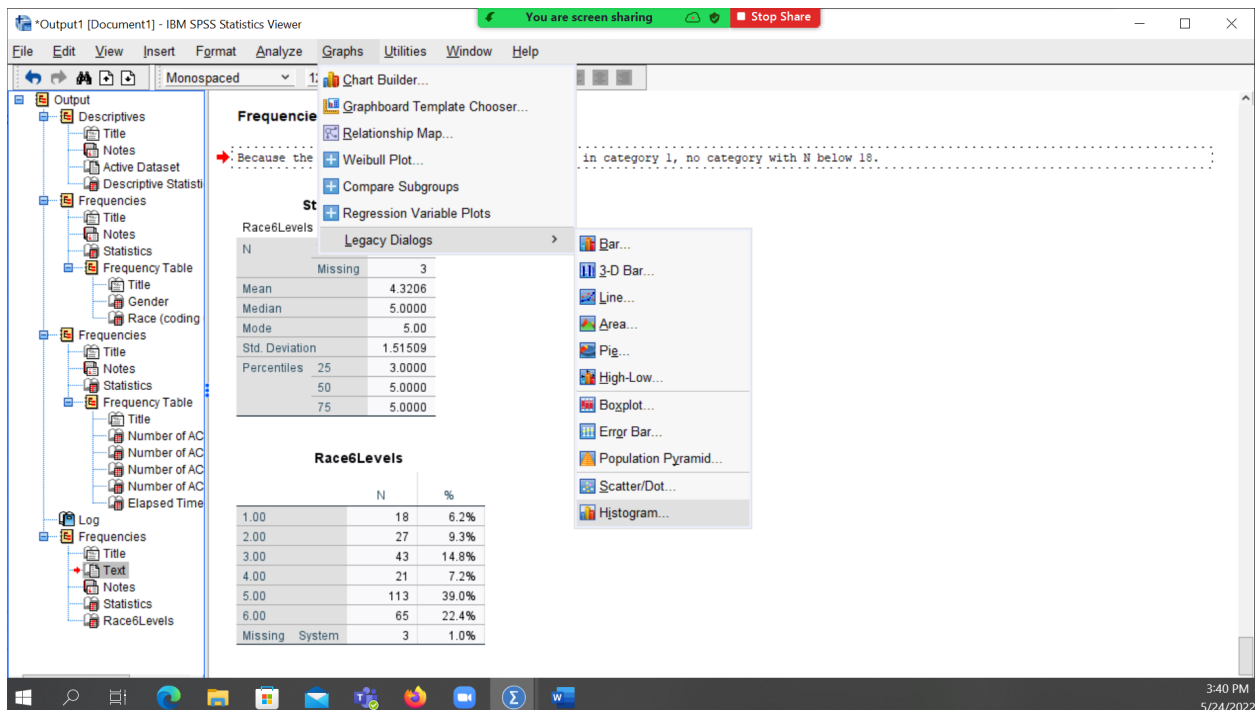 *Output1 [Document1] - IBM SPSS Statistics Viewer
You are screen sharing
Stop Share
File Edit View Insert Format Analyze Graphs Utilities Window Help
Monospaced
Output
Descriptives
Title
Notes
Active Dataset
Descriptive Statisti
Frequencies
Title
Notes
Statistics
Frequency Table
Title
Gender
Race (coding
Frequencies
Title
Notes
Statistics
Frequency Table
Title
Number of AC
Number of AC
Number of AC
Number of AC
Elapsed Time
Log
Frequencies
Title
Text
Notes
Statistics
Race6Levels
Chart Builder...
Graphboard Template Chooser...
Relationship Map...
Weibull Plot...
Compare Subgroups
Regression Variable Plots
Legacy Dialogs
Bar...
3-D Bar...
Line...
Area...
Pie...
High-Low...
Boxplot...
Error Bar...
Population Pyramid...
Scatter/Dot...
Histogram...
Frequencie
Because the in category 1, no category with N below 18.
St
Race6Levels
N
Missing 3
Mean 4.3206
Median 5.0000
Mode 5.00
Std. Deviation 1.51509
Percentiles 25 3.0000
50 5.0000
75 5.0000
Race6Levels
N %
1.00 18 6.2%
2.00 27 9.3%
3.00 43 14.8%
4.00 21 7.2%
5.00 113 39.0%
6.00 65 22.4%
Missing System 3 1.0%
3:40 PM
5/24/2022